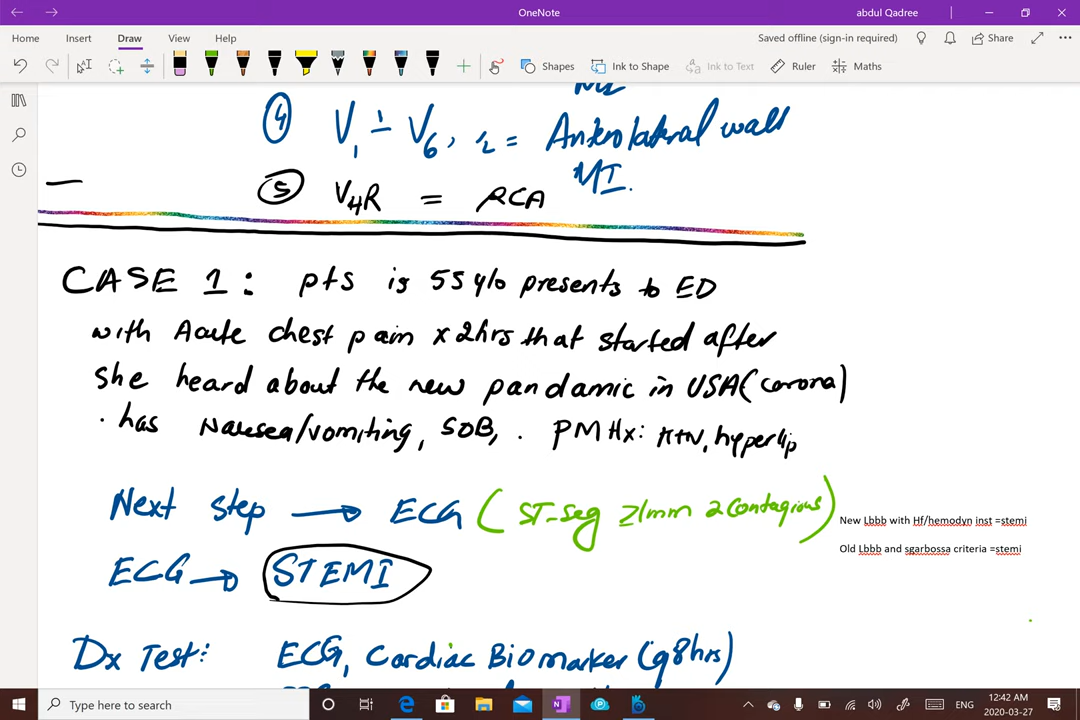 OneNote
abdul Qadree
Home Insert Draw View Help
Saved offline (sign-in required)
Share
Shapes
Ink to Shape
Ink to Text
Ruler
Maths
MI
④ V1 ÷ V6, 2 = Anterolateral wall
MI.
⑤ V4R = RCA
CASE 1: pts is 55 y/o presents to ED
with Acute chest pain x 2hrs that started after
she heard about the new pandamic in USA (corona)
. has Nausea/vomiting, SOB, . PMHx: HTN, hyperlip
Next step → ECG (ST-seg ≥1mm 2 contagious)
New Lbbb with Hf/hemodyn inst =stemi
Old Lbbb and sgarbossa criteria =stemi
ECG → STEMI
Dx Test: ECG, Cardiac Biomarker (q8hrs)
Type here to search
ENG
12:42 AM
2020-03-27